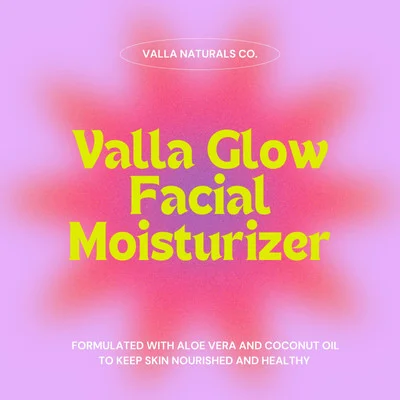 VALLA NATURALS CO.
Valla Glow
Facial
Moisturizer
FORMULATED WITH ALOE VERA AND COCONUT OIL
TO KEEP SKIN NOURISHED AND HEALTHY